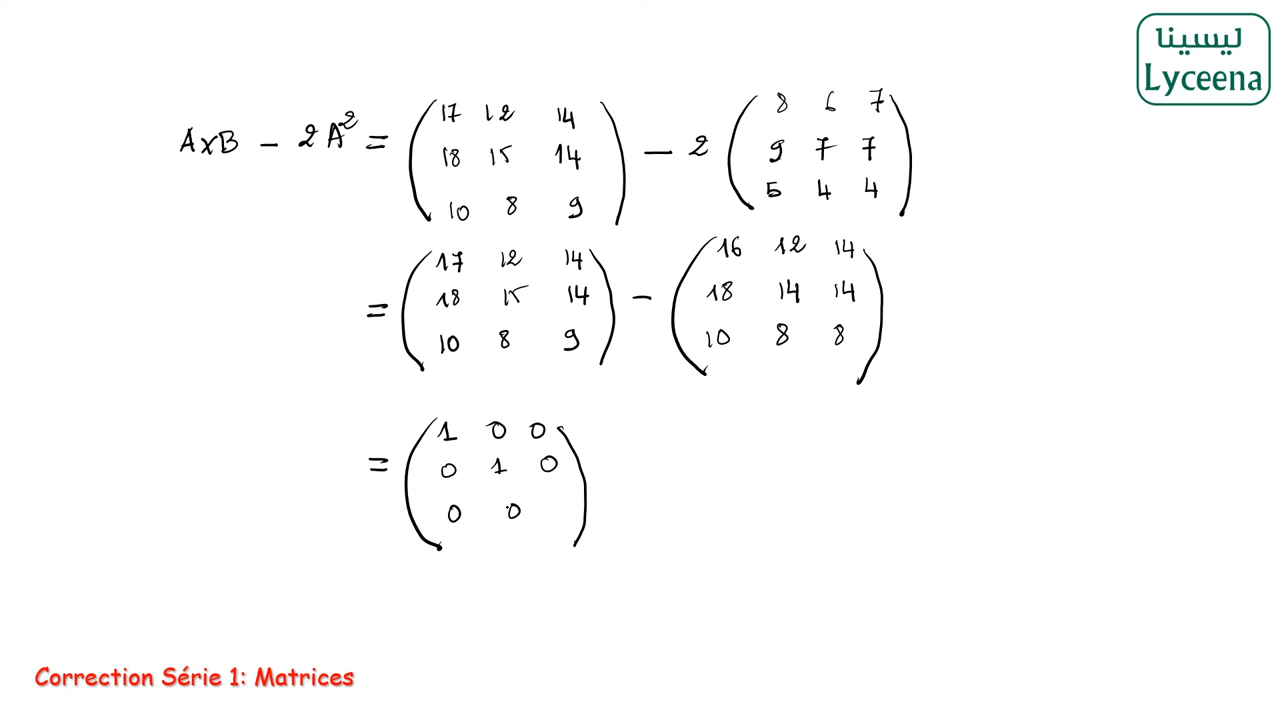 ليسينا
Lyceena
A×B - 2A² = (17 12 14) - 2 (8 6 7)
(18 15 14) (9 7 7)
(10 8 9) (5 4 4)
= (17 12 14) - (16 12 14)
(18 15 14) (18 14 14)
(10 8 9) (10 8 8)
= (1 0 0)
(0 1 0)
(0 0)
Correction Série 1: Matrices